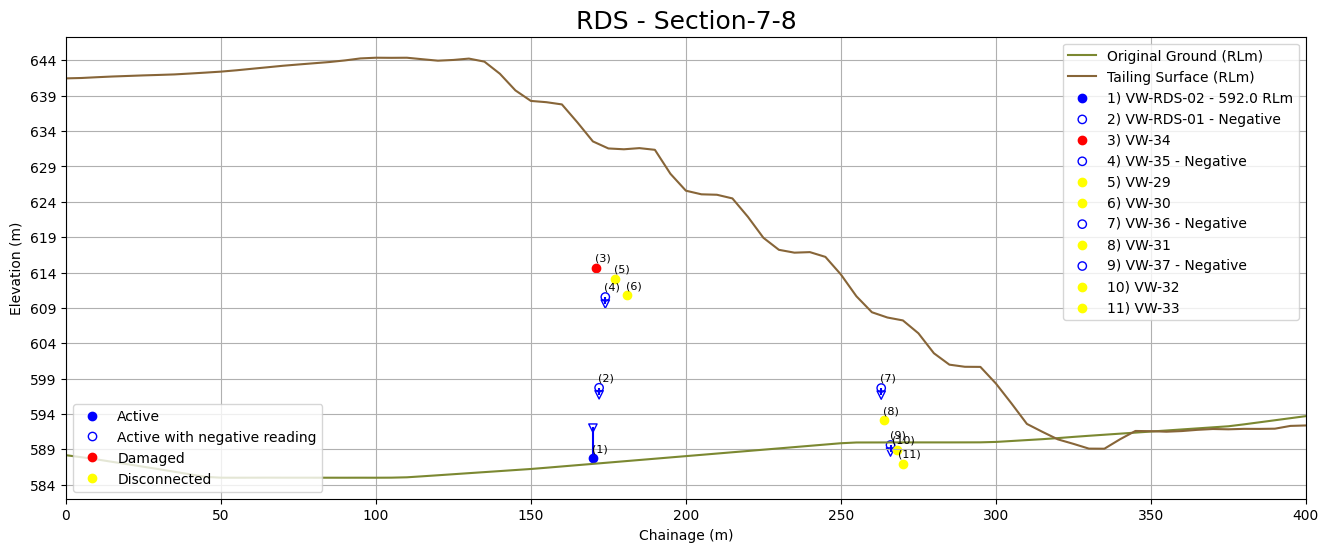 RDS - Section-7-8
Elevation (m)
644
639
634
629
624
619
614
609
604
599
594
589
584
Original Ground (RLm)
Tailing Surface (RLm)
1) VW-RDS-02 - 592.0 RLm
2) VW-RDS-01 - Negative
3) VW-34
4) VW-35 - Negative
5) VW-29
6) VW-30
7) VW-36 - Negative
8) VW-31
9) VW-37 - Negative
10) VW-32
11) VW-33
(3)
(5)
(4)
(6)
(2)
(7)
(8)
(9)
(10)
(1)
(11)
Active
Active with negative reading
Damaged
Disconnected
0
50
100
150
200
250
300
350
400
Chainage (m)